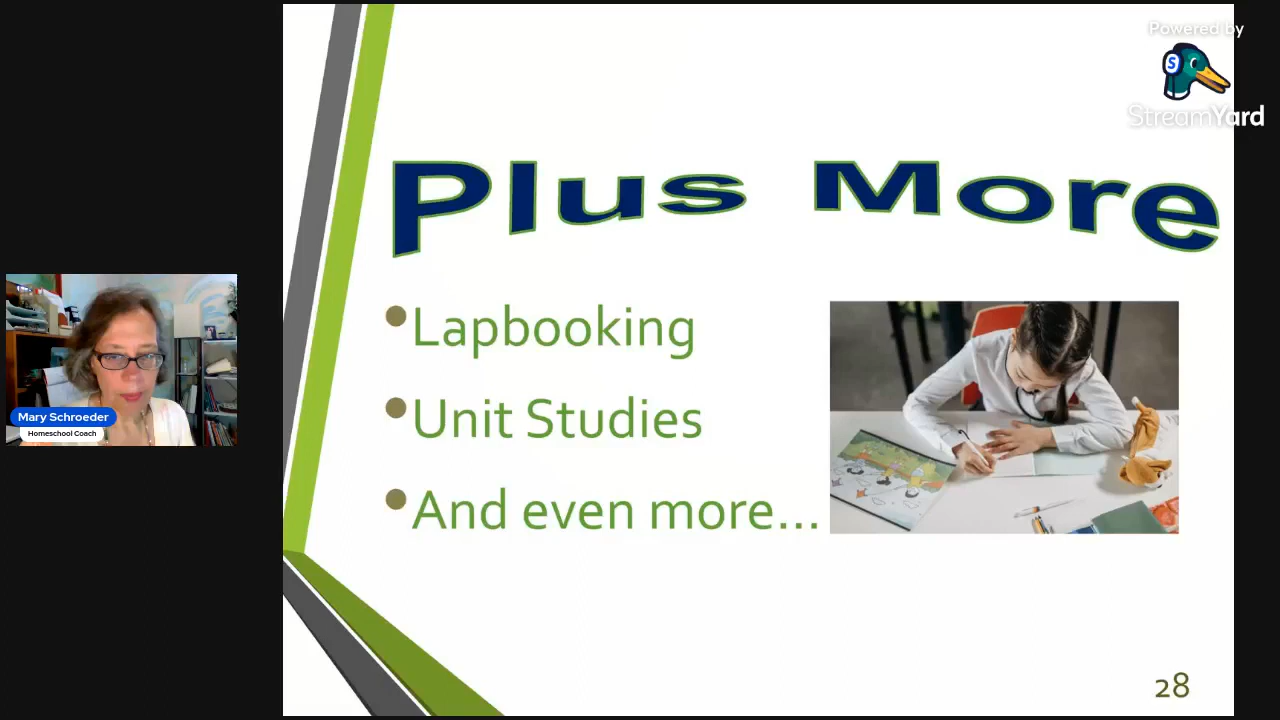 Powered by
StreamYard
Plus More
• Lapbooking
• Unit Studies
• And even more...
Mary Schroeder
Homeschool Coach
28